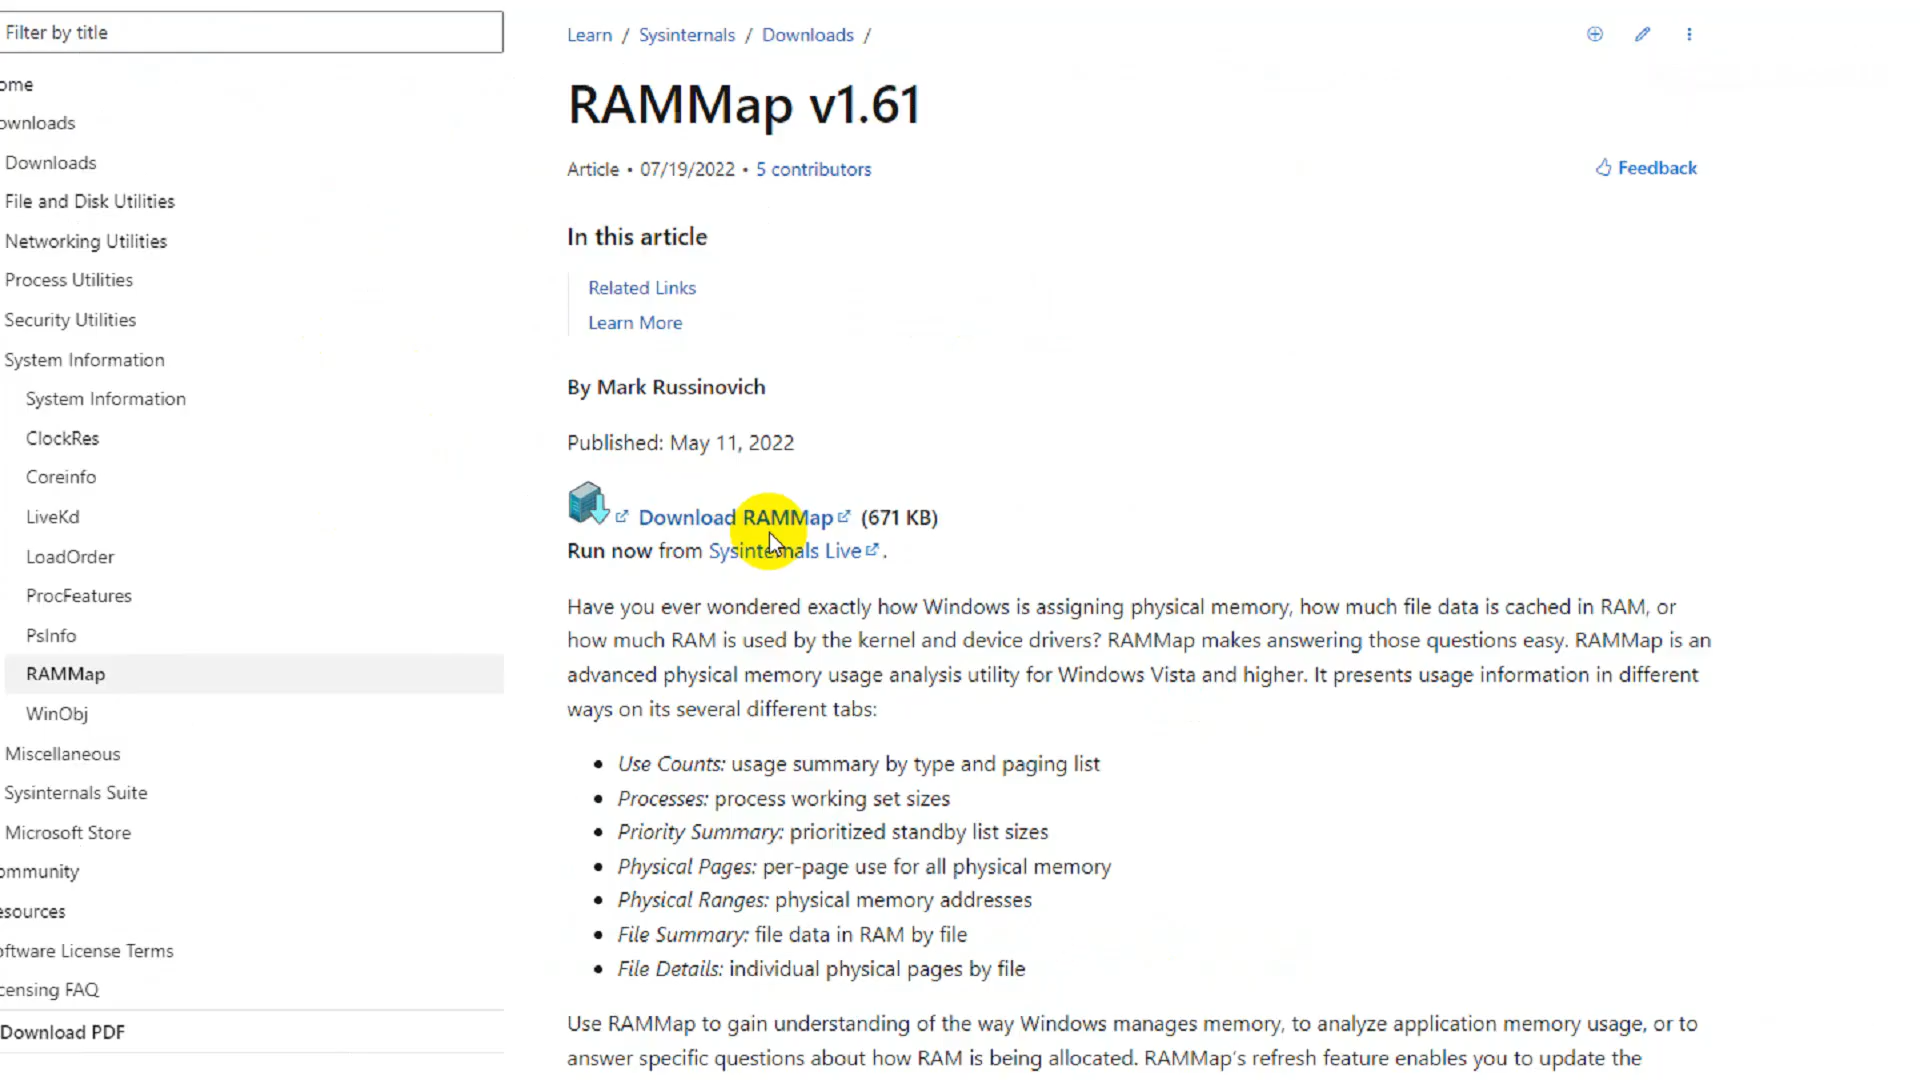 Filter by title
ome
ownloads
Downloads
File and Disk Utilities
Networking Utilities
Process Utilities
Security Utilities
System Information
System Information
ClockRes
Coreinfo
LiveKd
LoadOrder
ProcFeatures
PsInfo
RAMMap
WinObj
Miscellaneous
Sysinternals Suite
Microsoft Store
ommunity
esources
oftware License Terms
censing FAQ
Download PDF
Learn / Sysinternals / Downloads /
RAMMap v1.61
Article • 07/19/2022 • 5 contributors
Feedback
In this article
Related Links
Learn More
By Mark Russinovich
Published: May 11, 2022
Download RAMMap (671 KB)
Run now from Sysinternals Live .
Have you ever wondered exactly how Windows is assigning physical memory, how much file data is cached in RAM, or
how much RAM is used by the kernel and device drivers? RAMMap makes answering those questions easy. RAMMap is an
advanced physical memory usage analysis utility for Windows Vista and higher. It presents usage information in different
ways on its several different tabs:
• Use Counts: usage summary by type and paging list
• Processes: process working set sizes
• Priority Summary: prioritized standby list sizes
• Physical Pages: per-page use for all physical memory
• Physical Ranges: physical memory addresses
• File Summary: file data in RAM by file
• File Details: individual physical pages by file
Use RAMMap to gain understanding of the way Windows manages memory, to analyze application memory usage, or to
answer specific questions about how RAM is being allocated. RAMMap's refresh feature enables you to update the